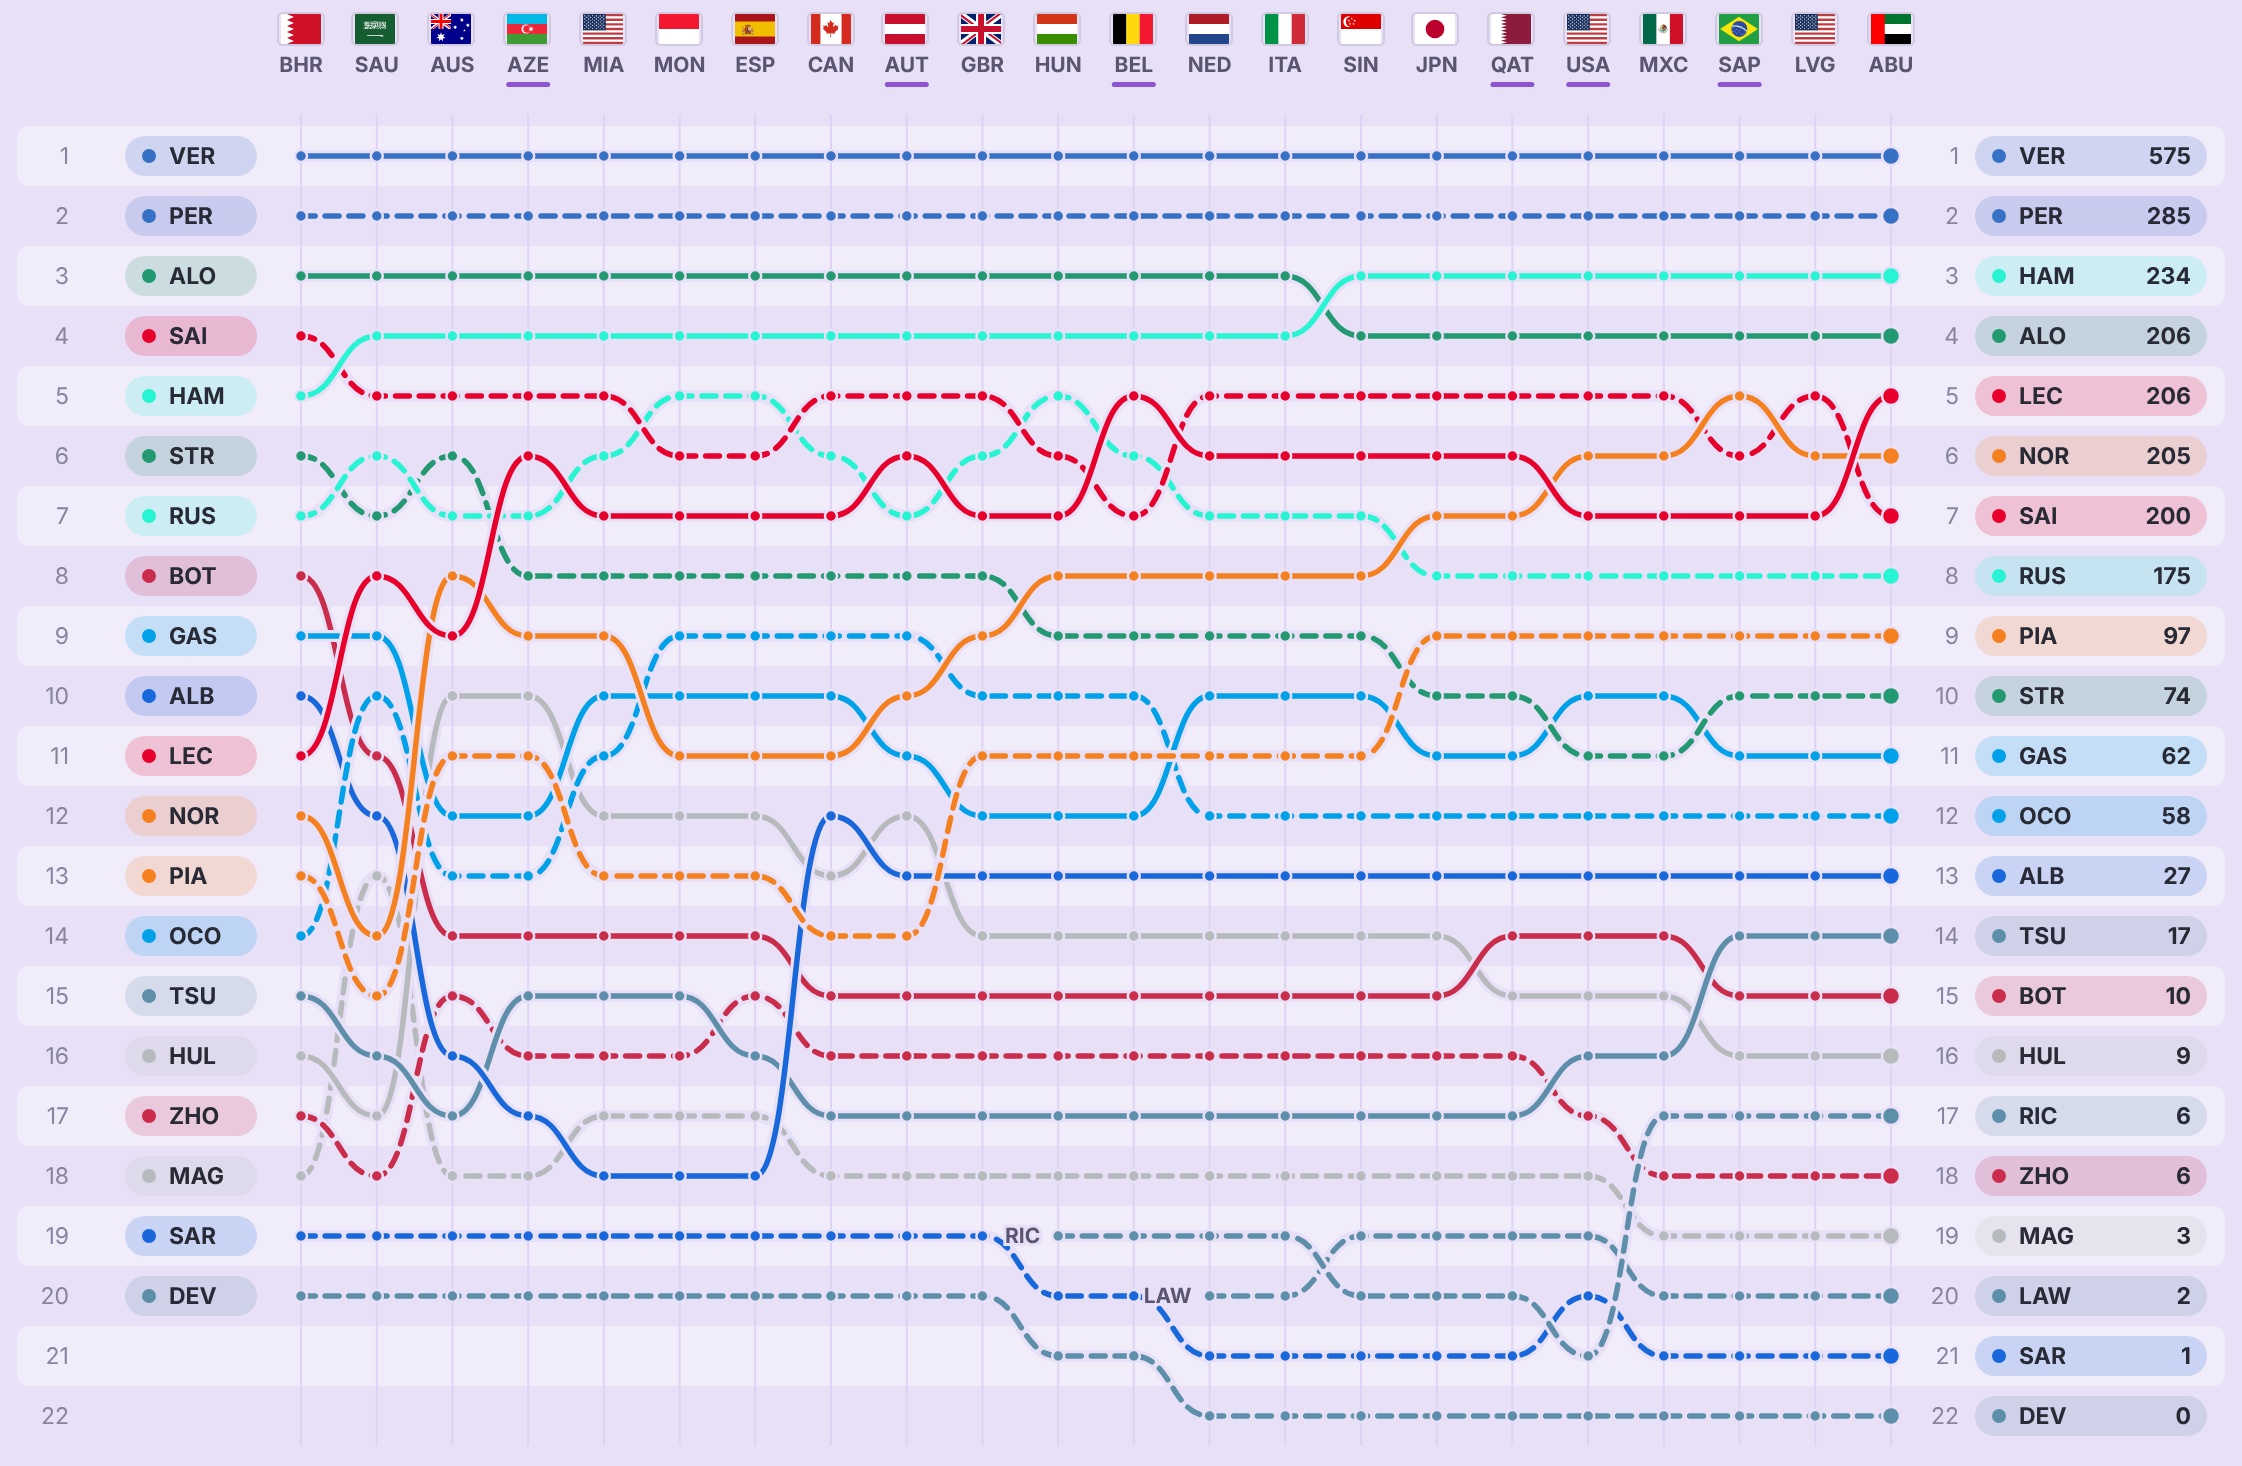 BHR SAU AUS AZE MIA MON ESP CAN AUT GBR HUN BEL NED ITA SIN JPN QAT USA MXC SAP LVG ABU
1 VER 1 VER 575
2 PER 2 PER 285
3 ALO 3 HAM 234
4 SAI 4 ALO 206
5 HAM 5 LEC 206
6 STR 6 NOR 205
7 RUS 7 SAI 200
8 BOT 8 RUS 175
9 GAS 9 PIA 97
10 ALB 10 STR 74
11 LEC 11 GAS 62
12 NOR 12 OCO 58
13 PIA 13 ALB 27
14 OCO 14 TSU 17
15 TSU 15 BOT 10
16 HUL 16 HUL 9
17 ZHO 17 RIC 6
18 MAG 18 ZHO 6
19 SAR RIC 19 MAG 3
20 DEV LAW 20 LAW 2
21 21 SAR 1
22 22 DEV 0